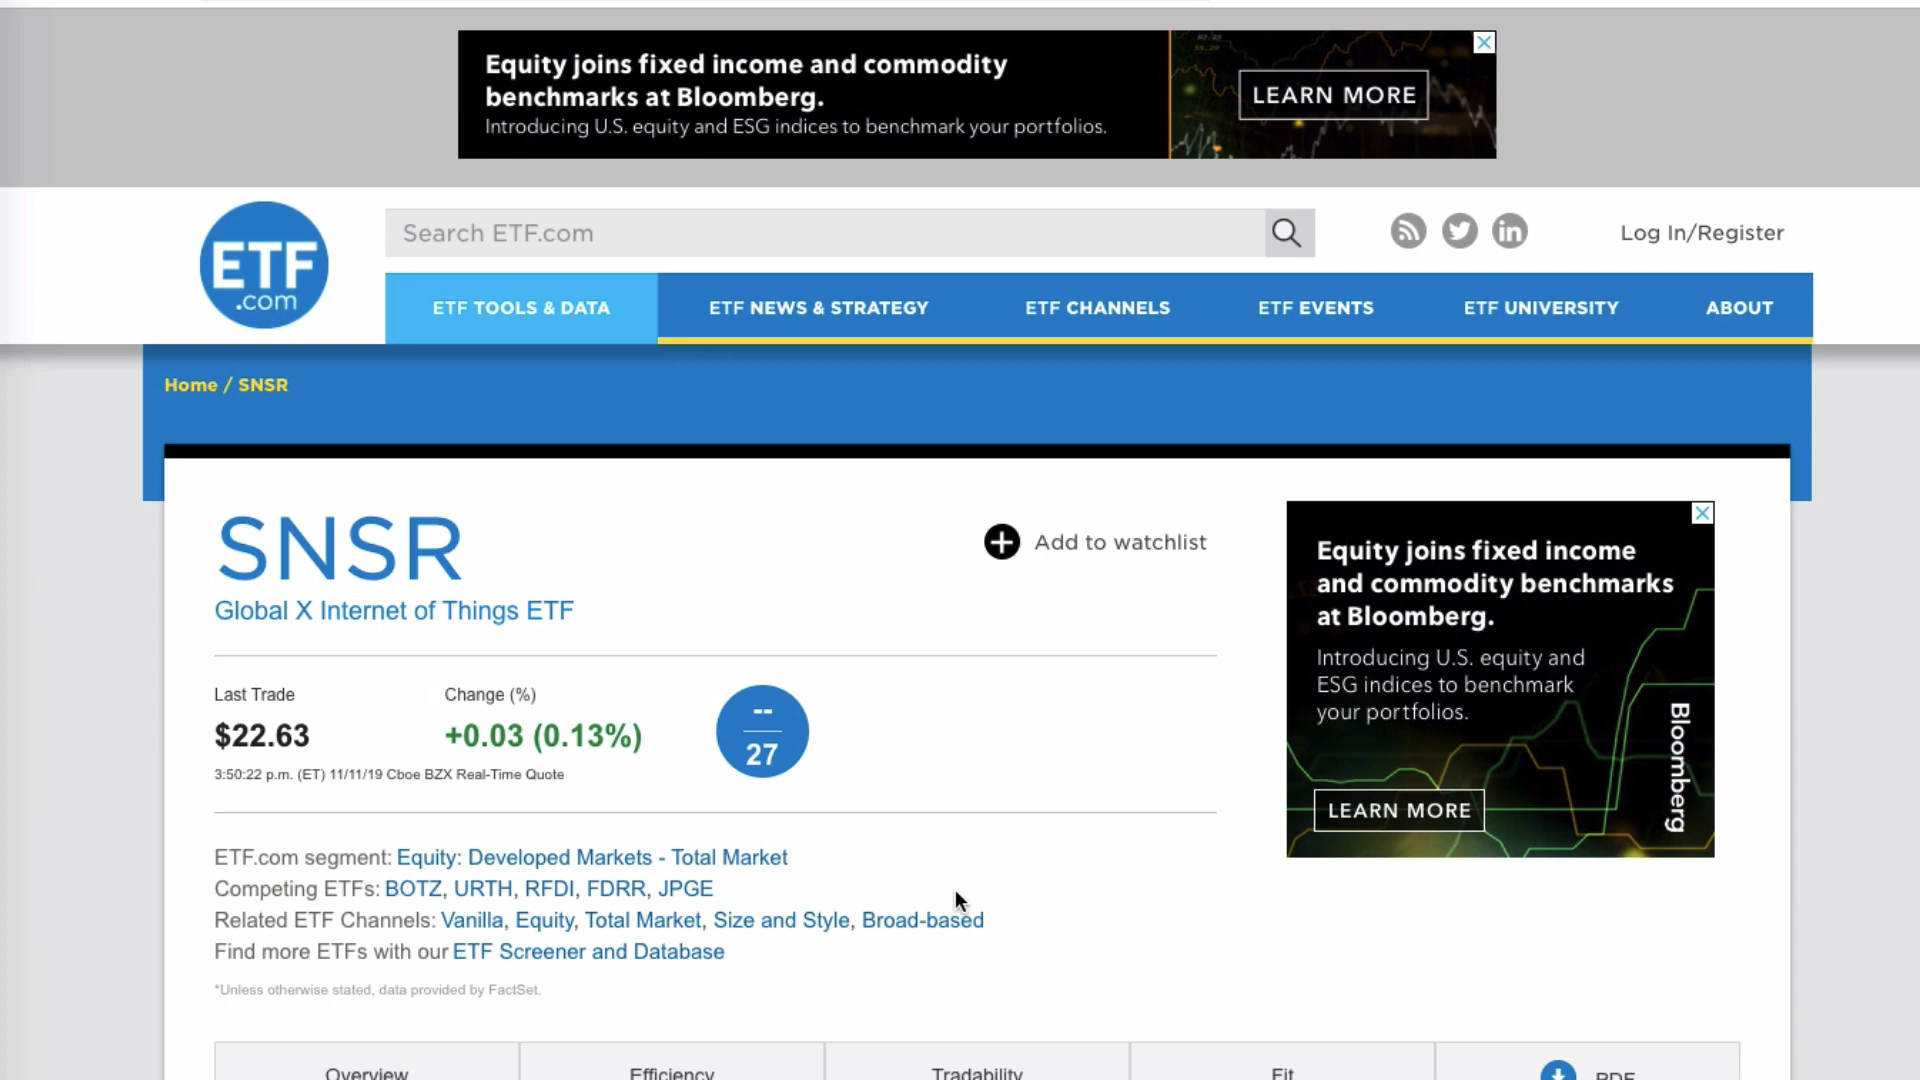 Equity joins fixed income and commodity
benchmarks at Bloomberg.
Introducing U.S. equity and ESG indices to benchmark your portfolios.
LEARN MORE
ETF
.com
Search ETF.com
Log In/Register
ETF TOOLS & DATA
ETF NEWS & STRATEGY
ETF CHANNELS
ETF EVENTS
ETF UNIVERSITY
ABOUT
Home / SNSR
SNSR
Add to watchlist
Global X Internet of Things ETF
Last Trade
Change (%)
$22.63
+0.03 (0.13%)
--
27
3:50:22 p.m. (ET) 11/11/19 Cboe BZX Real-Time Quote
Equity joins fixed income
and commodity benchmarks
at Bloomberg.
Introducing U.S. equity and
ESG indices to benchmark
your portfolios.
LEARN MORE
Bloomberg
ETF.com segment: Equity: Developed Markets - Total Market
Competing ETFs: BOTZ, URTH, RFDI, FDRR, JPGE
Related ETF Channels: Vanilla, Equity, Total Market, Size and Style, Broad-based
Find more ETFs with our ETF Screener and Database
*Unless otherwise stated, data provided by FactSet.
Overview
Efficiency
Tradability
Fit
PDF